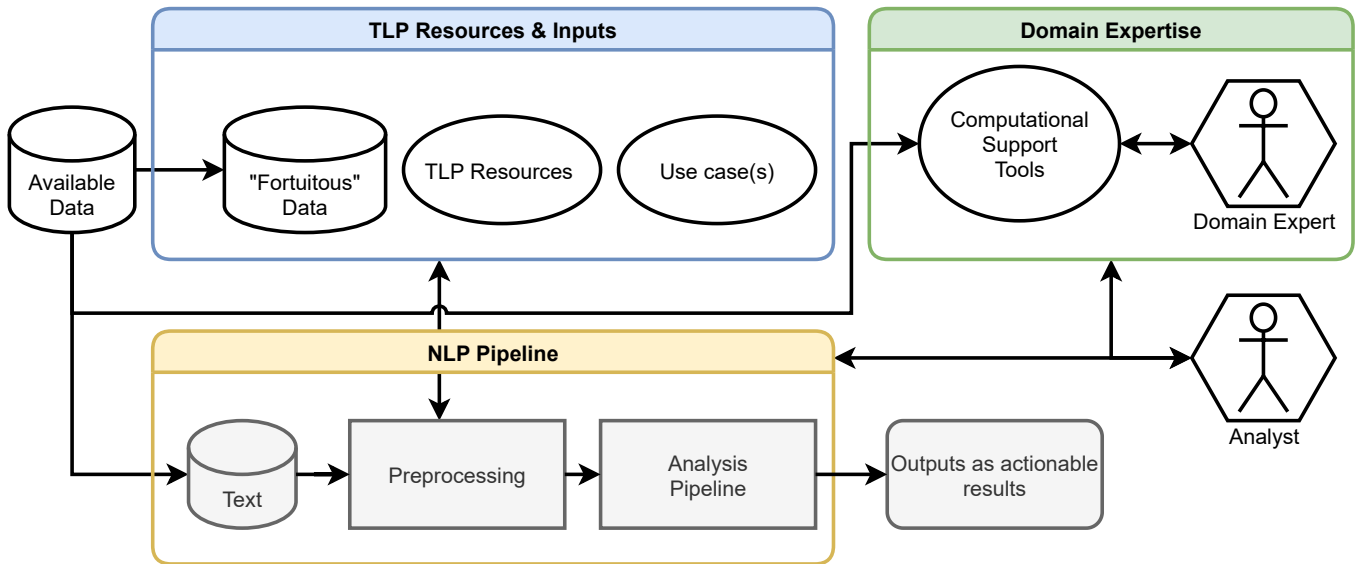 TLP Resources & Inputs
Domain Expertise
Available
Data
"Fortuitous"
Data
TLP Resources
Use case(s)
Computational
Support
Tools
Domain Expert
NLP Pipeline
Text
Preprocessing
Analysis
Pipeline
Outputs as actionable
results
Analyst